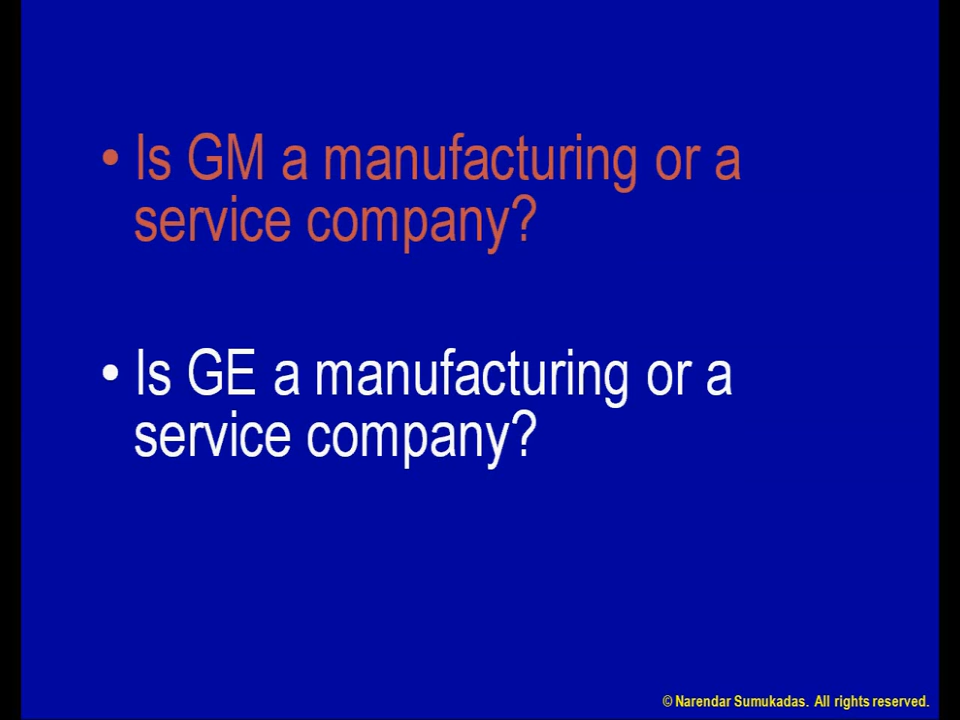 • Is GM a manufacturing or a
service company?
• Is GE a manufacturing or a
service company?
© Narendar Sumukadas. All rights reserved.